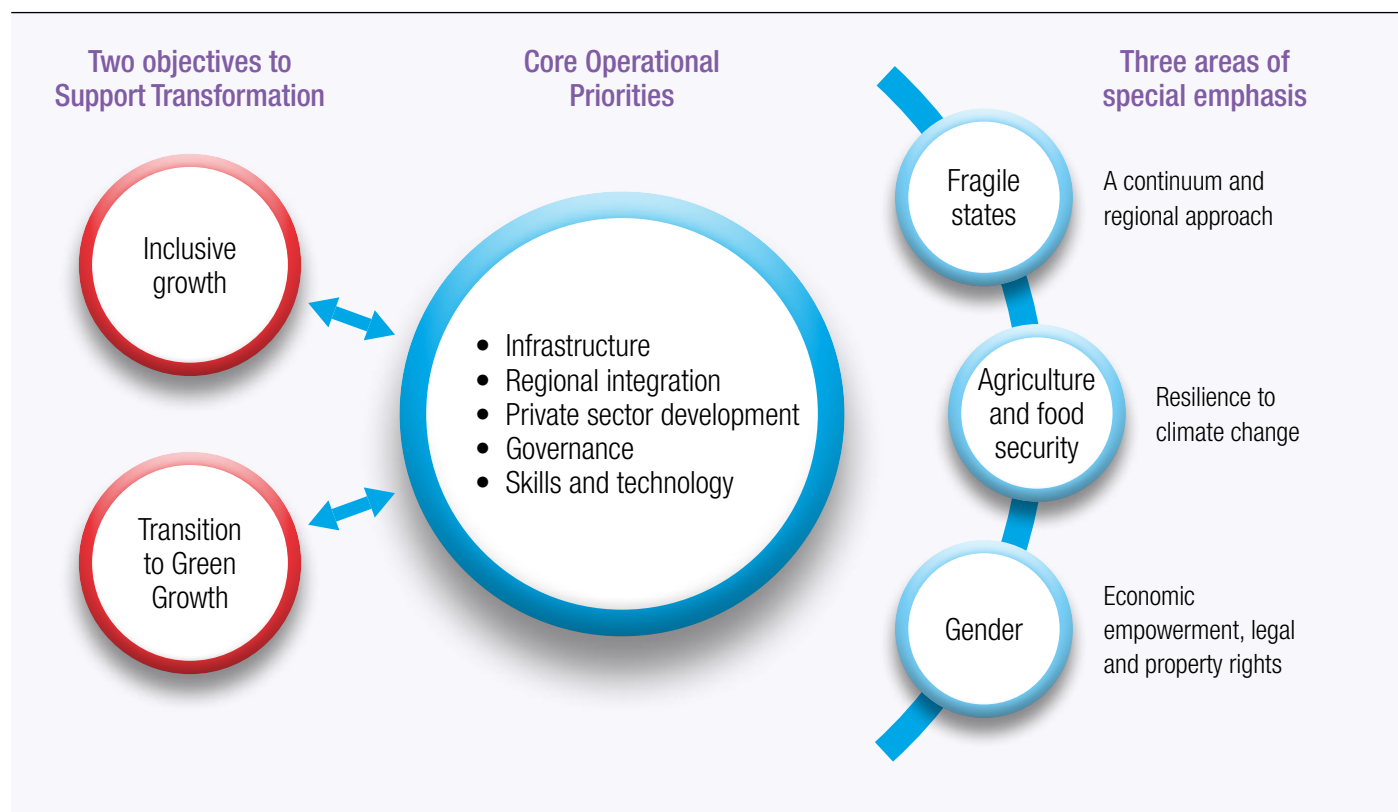 Two objectives to
Support Transformation
Inclusive
growth
Transition
to Green
Growth
Core Operational
Priorities
• Infrastructure
• Regional integration
• Private sector development
• Governance
• Skills and technology
Three areas of
special emphasis
Fragile
states
A continuum and
regional approach
Agriculture
and food
security
Resilience to
climate change
Gender
Economic
empowerment, legal
and property rights